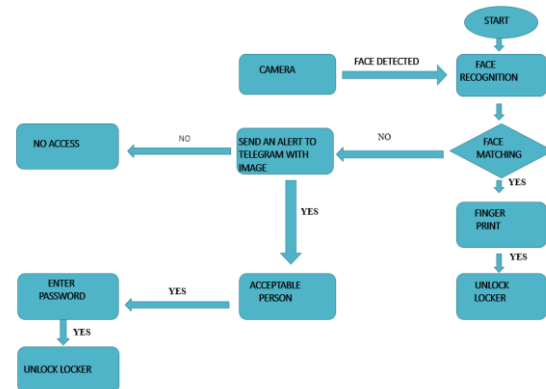 START
CAMERA
FACE DETECTED
FACE
RECOGNITION
NO ACCESS
NO
SEND AN ALERT TO
TELEGRAM WITH
IMAGE
NO
FACE
MATCHING
YES
FINGER
PRINT
YES
UNLOCK
LOCKER
YES
ACCEPTABLE
PERSON
YES
ENTER
PASSWORD
YES
UNLOCK LOCKER